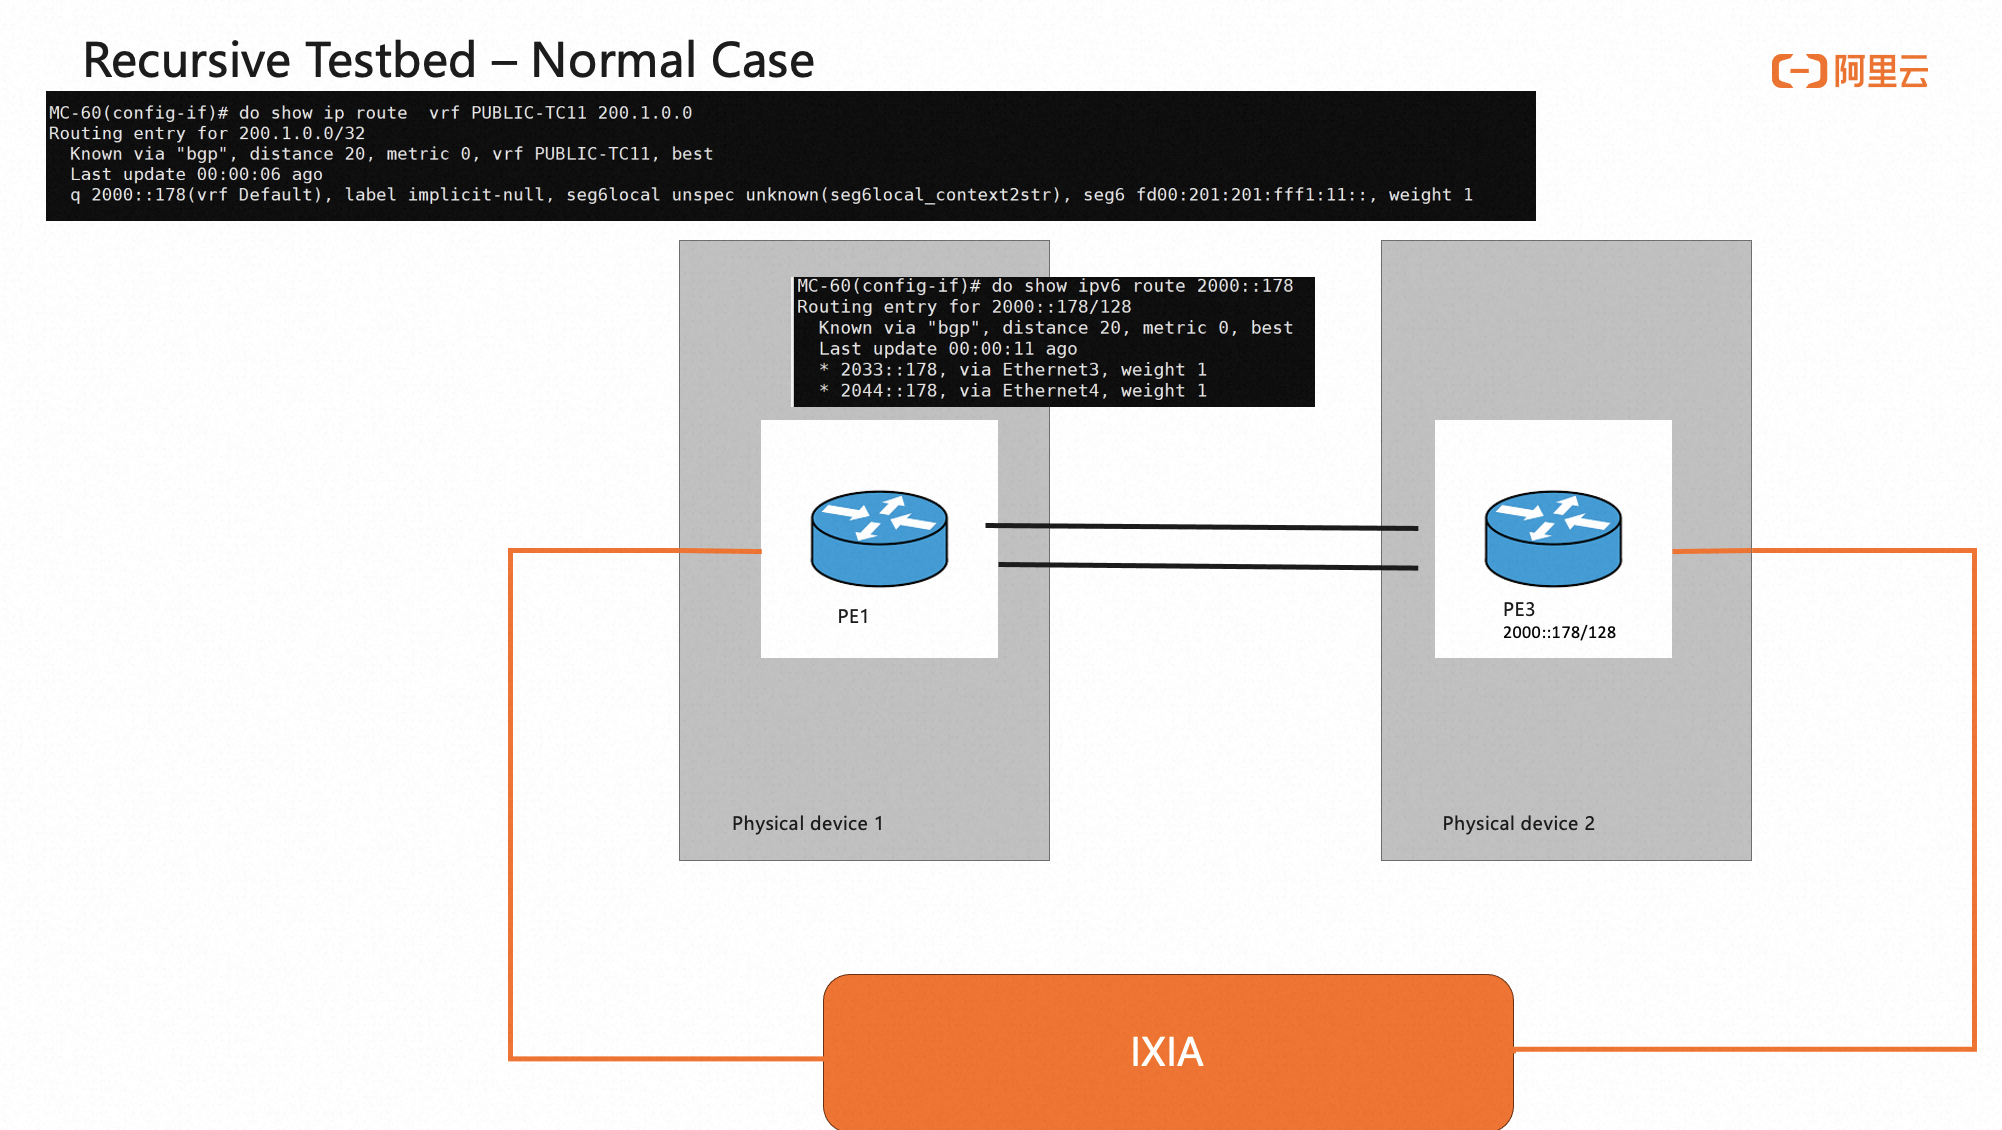 Recursive Testbed – Normal Case
阿里云
MC-60(config-if)# do show ip route  vrf PUBLIC-TC11 200.1.0.0
Routing entry for 200.1.0.0/32
  Known via "bgp", distance 20, metric 0, vrf PUBLIC-TC11, best
  Last update 00:00:06 ago
  q 2000::178(vrf Default), label implicit-null, seg6local unspec unknown(seg6local_context2str), seg6 fd00:201:201:fff1:11::, weight 1
MC-60(config-if)# do show ipv6 route 2000::178
Routing entry for 2000::178/128
  Known via "bgp", distance 20, metric 0, best
  Last update 00:00:11 ago
  * 2033::178, via Ethernet3, weight 1
  * 2044::178, via Ethernet4, weight 1
PE1
PE3
2000::178/128
Physical device 1
Physical device 2
IXIA